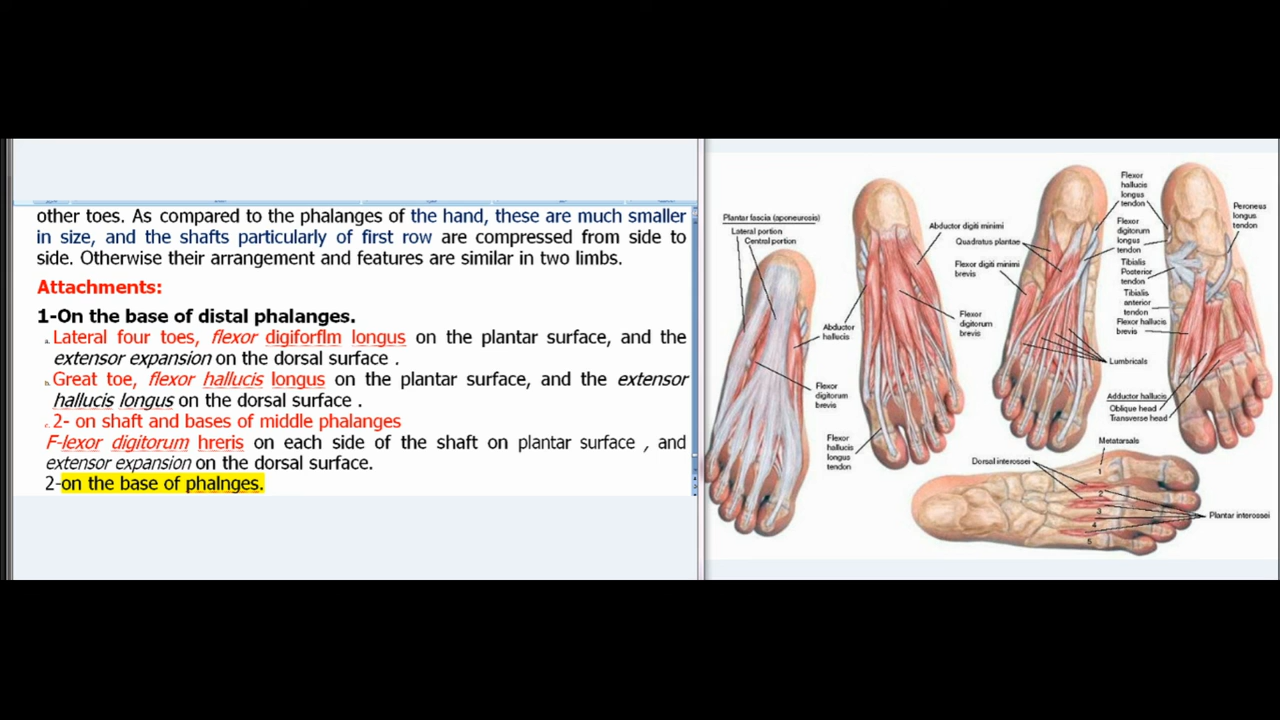 other toes. As compared to the phalanges of the hand, these are much smaller
in size, and the shafts particularly of first row are compressed from side to
side. Otherwise their arrangement and features are similar in two limbs.
Attachments:
1-On the base of distal phalanges.
a. Lateral four toes, flexor digiforflm longus on the plantar surface, and the
extensor expansion on the dorsal surface .
b. Great toe, flexor hallucis longus on the plantar surface, and the extensor
hallucis longus on the dorsal surface .
c. 2- on shaft and bases of middle phalanges
F-lexor digitorum hreris on each side of the shaft on plantar surface , and
extensor expansion on the dorsal surface.
2-on the base of phalnges.
Plantar fascia (aponeurosis)
Lateral portion
Central portion
Abductor
hallucis
Flexor
digitorum
brevis
Flexor
hallucis
longus
tendon
Abductor digiti minimi
Flexor
digitorum
brevis
Quadratus plantae
Flexor digiti minimi
brevis
Lumbricals
Flexor
hallucis
longus
tendon
Flexor
digitorum
longus
tendon
Tibialis
Posterior
tendon
Tibialis
anterior
tendon
Flexor hallucis
brevis
Peroneus
longus
tendon
Adductor hallucis
Oblique head
Transverse head
Metatarsals
Dorsal interossei
Plantar interossei
1
2
3
4
5